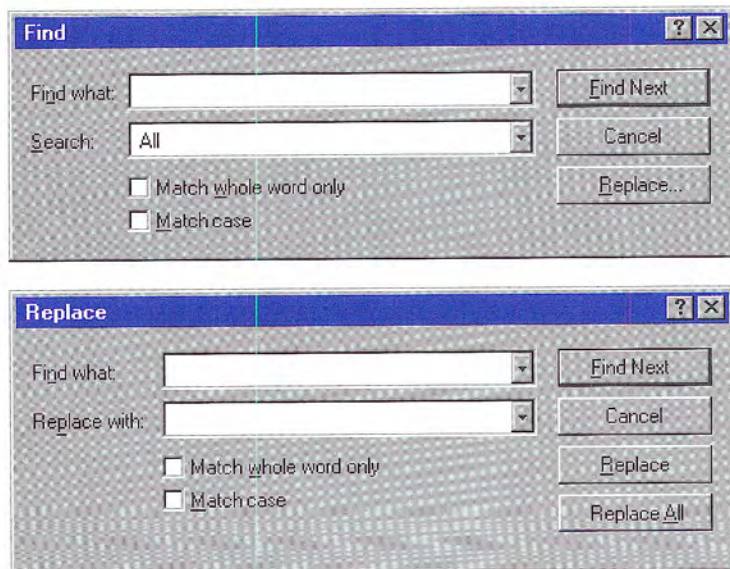 Find
Find what:
Find Next
Search: All
Cancel
Match whole word only
Replace...
Match case
Replace
Find what:
Find Next
Replace with:
Cancel
Match whole word only
Replace
Match case
Replace All